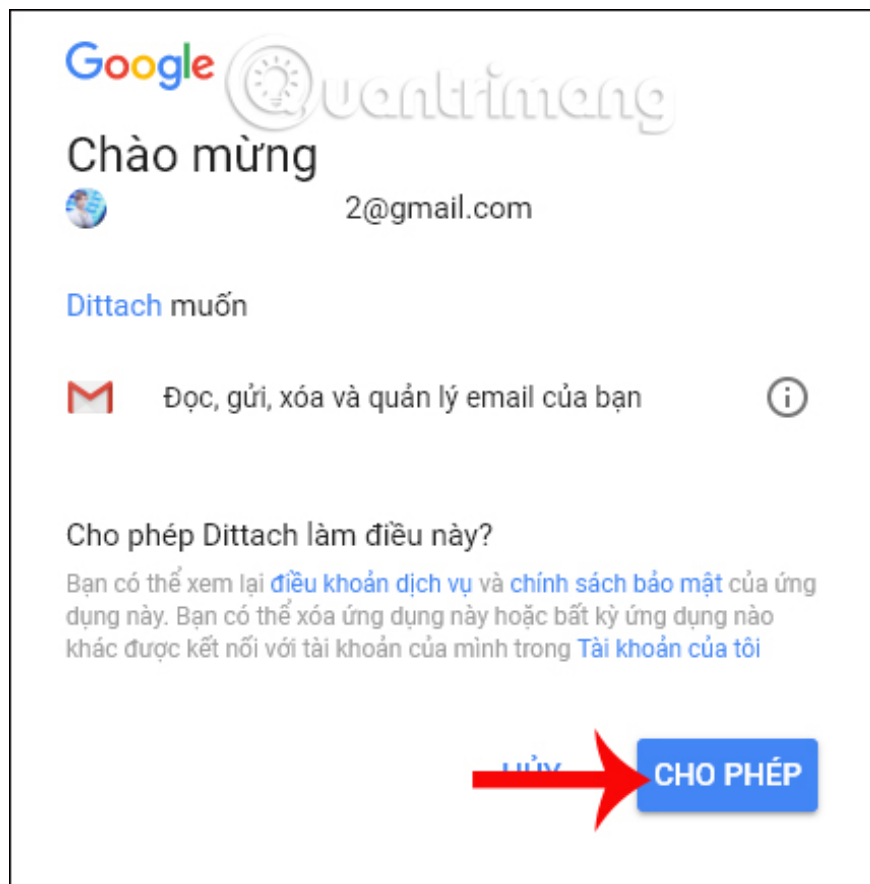 Google
Quantrimang
Chào mừng
2@gmail.com
Dittach muốn
Đọc, gửi, xóa và quản lý email của bạn
Cho phép Dittach làm điều này?
Bạn có thể xem lại điều khoản dịch vụ và chính sách bảo mật của ứng
dụng này. Bạn có thể xóa ứng dụng này hoặc bất kỳ ứng dụng nào
khác được kết nối với tài khoản của mình trong Tài khoản của tôi
HỦY CHO PHÉP